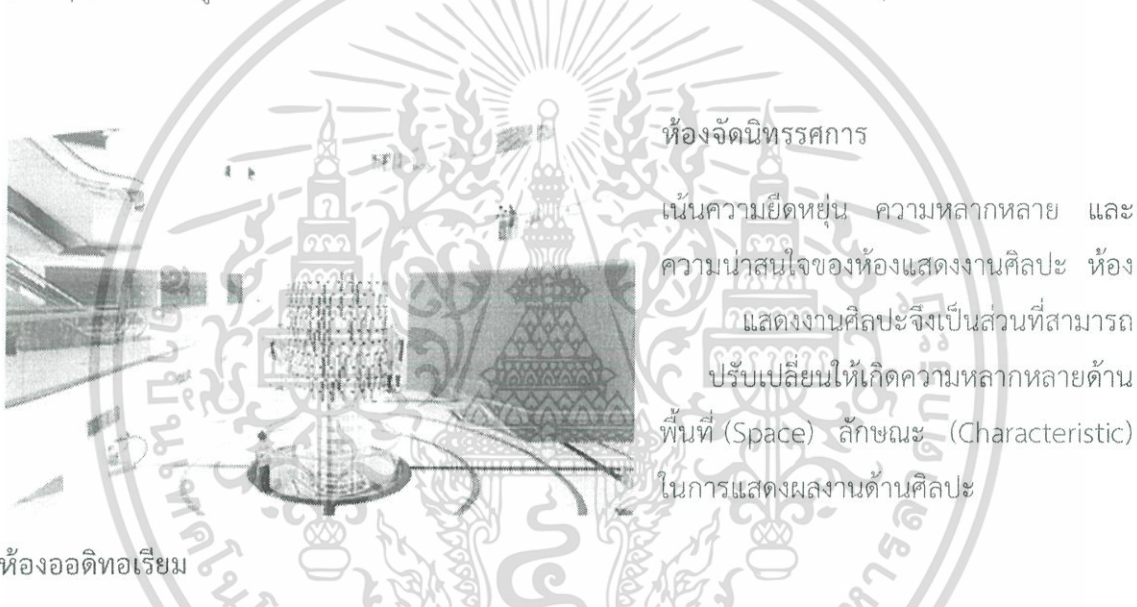 ห้องจัดนิทรรศการ
เน้นความยืดหยุ่น ความหลากหลาย และ
ความน่าสนใจของห้องแสดงงานศิลปะ ห้อง
แสดงงานศิลปะจึงเป็นส่วนที่สามารถ
ปรับเปลี่ยนให้เกิดความหลากหลายด้าน
พื้นที่ (Space) ลักษณะ (Characteristic)
ในการแสดงผลงานด้านศิลปะ
ห้องออดิทอเรียม